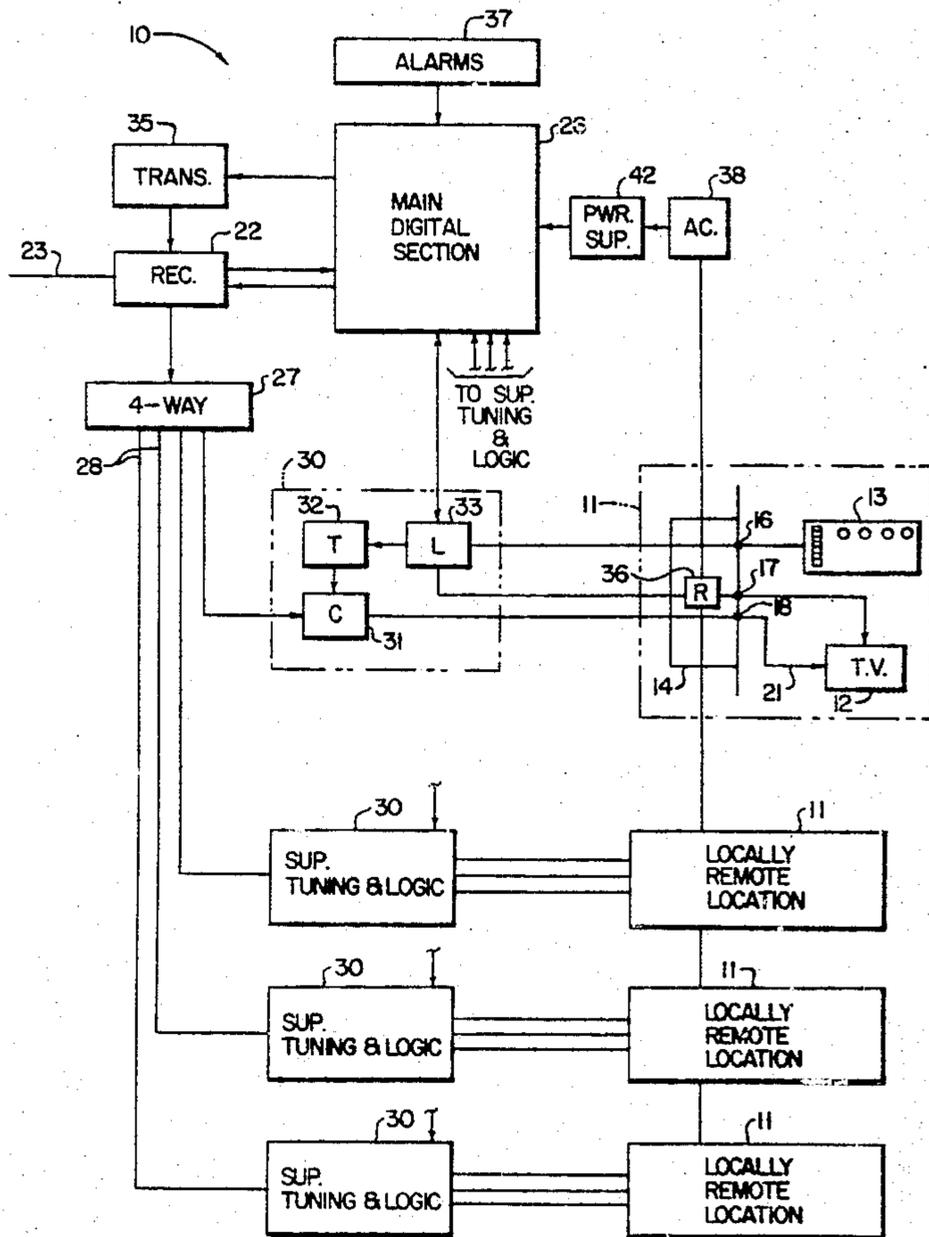 10
37
ALARMS
35
TRANS.
26
MAIN
DIGITAL
SECTION
42
PWR.
SUP.
38
AC.
23
22
REC.
27
4-WAY
28
TO SUP.
TUNING
&
LOGIC
30
32
T
33
L
C
31
11
16
13
36
R
17
18
14
21
T.V.
12
30
SUP.
TUNING & LOGIC
11
LOCALLY
REMOTE
LOCATION
30
SUP.
TUNING & LOGIC
11
LOCALLY
REMOTE
LOCATION
30
SUP.
TUNING & LOGIC
11
LOCALLY
REMOTE
LOCATION